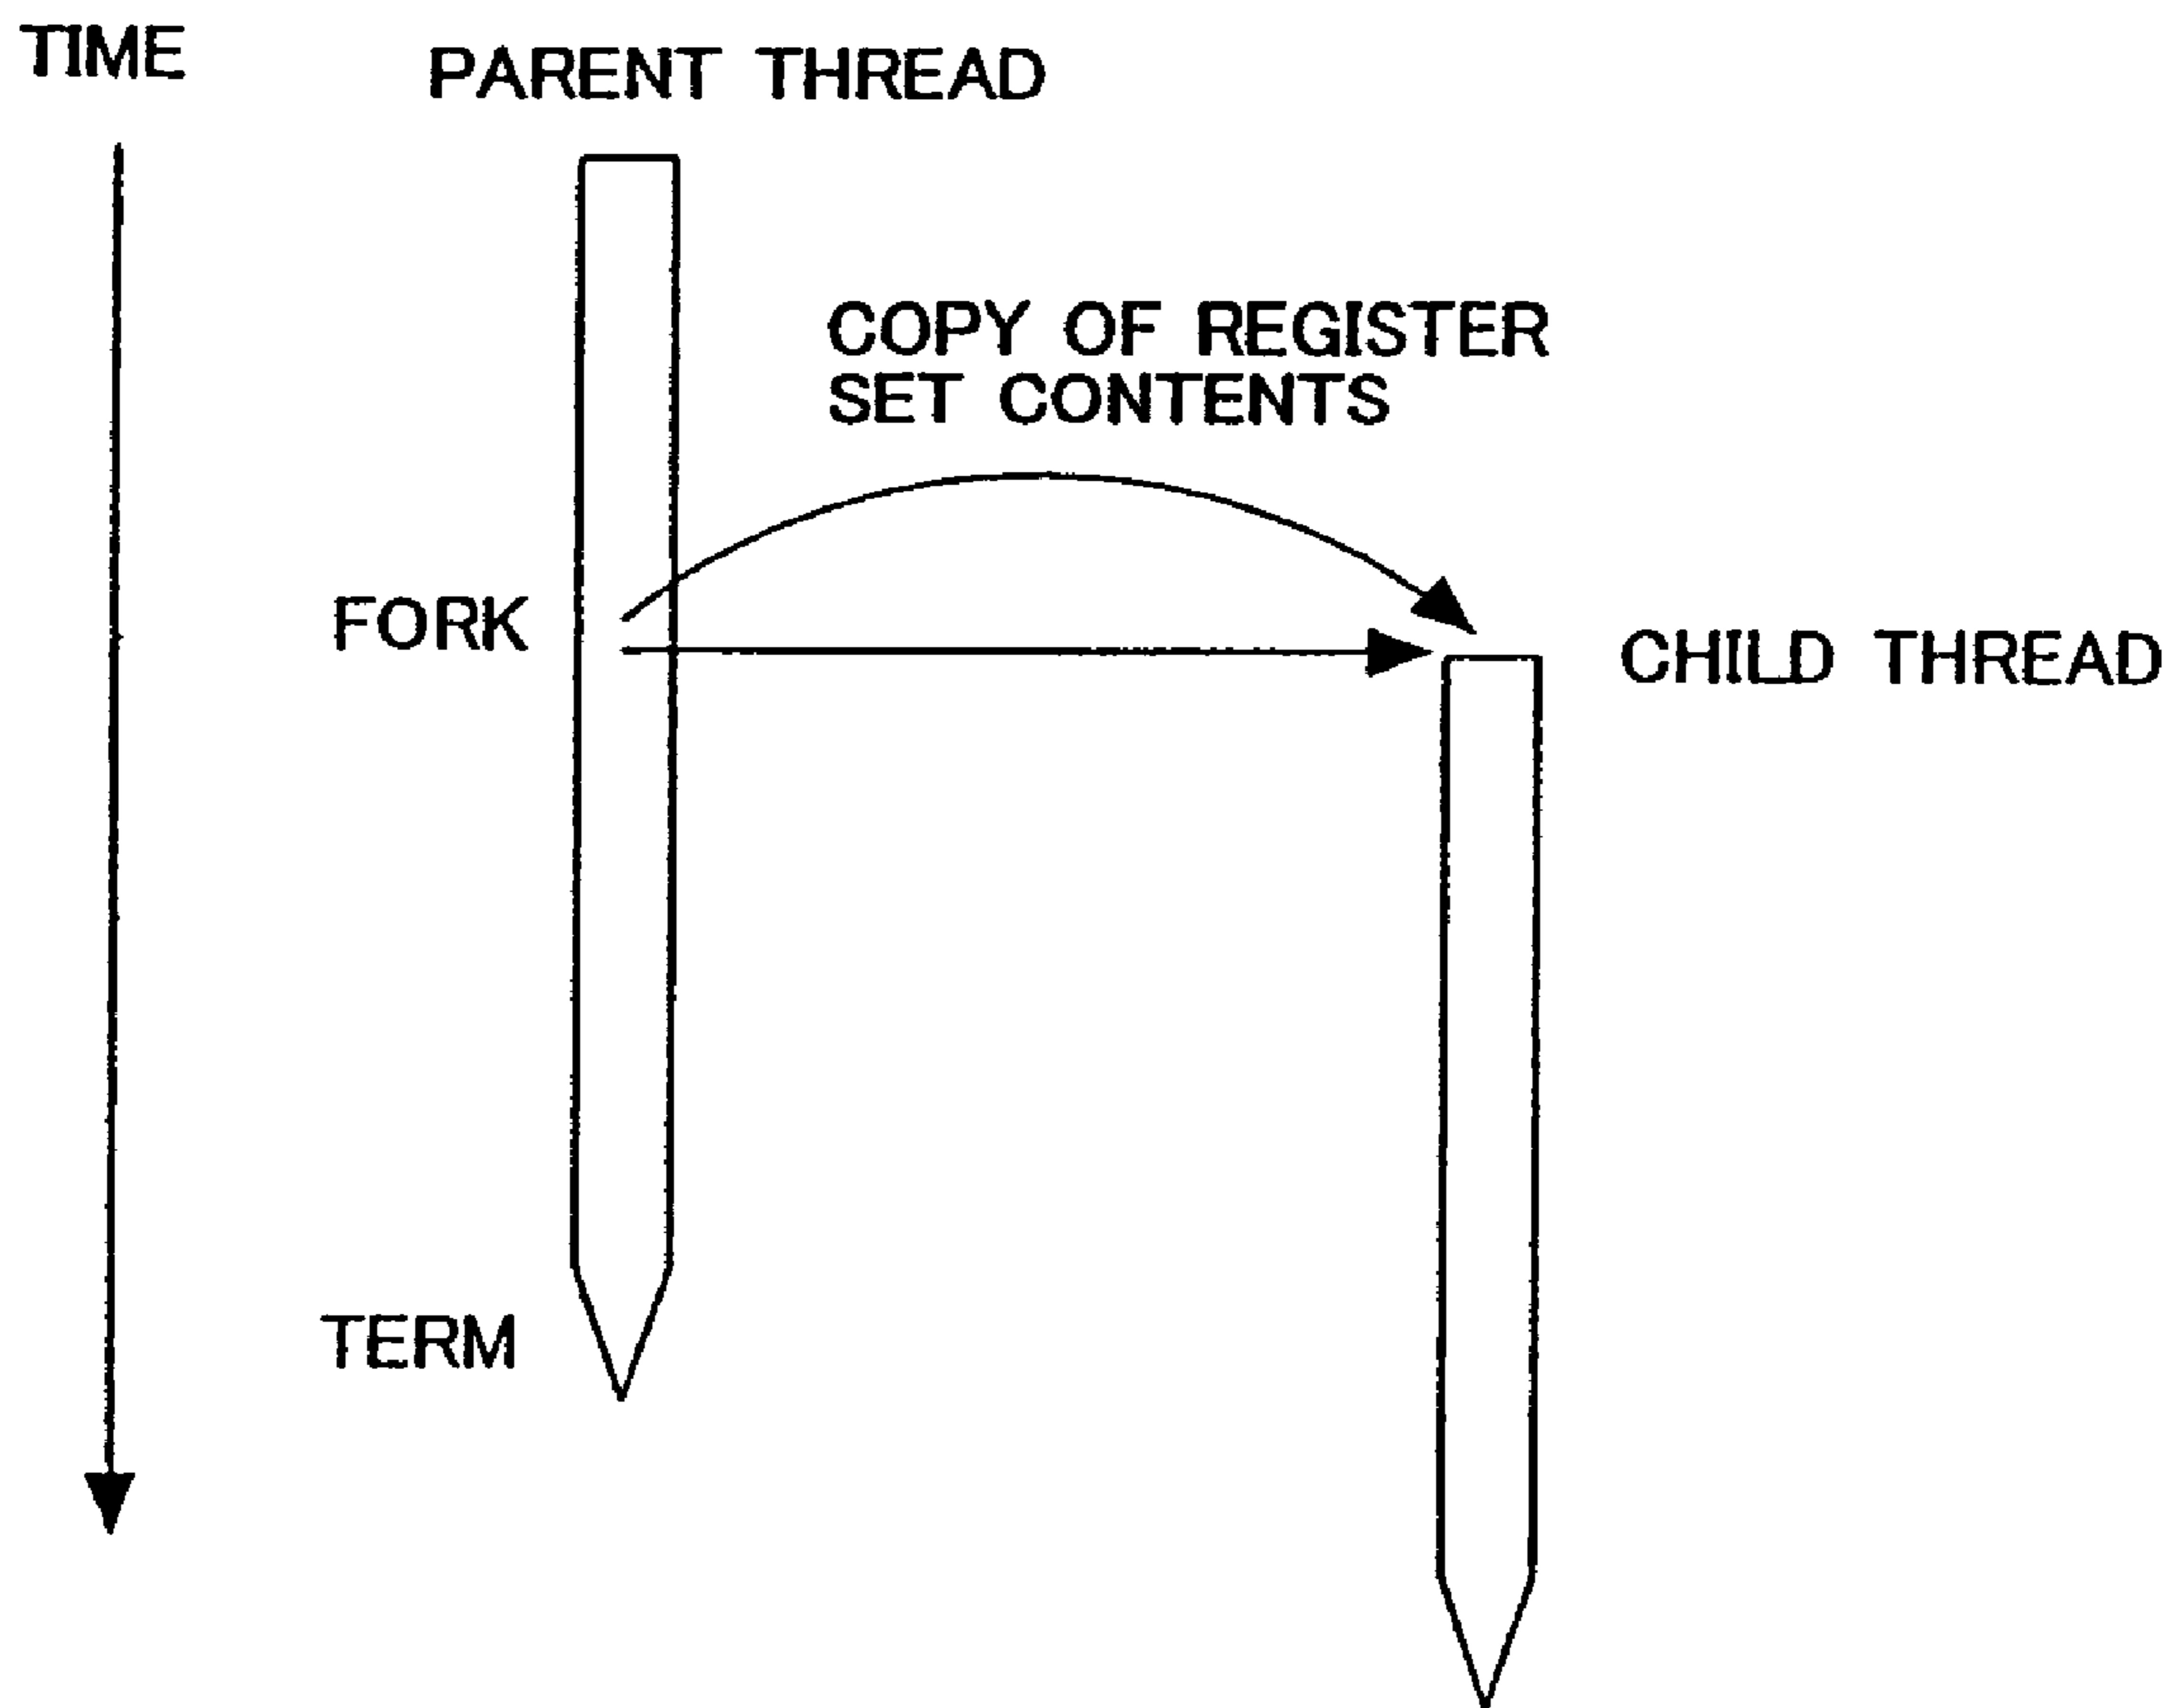 TIME
PARENT THREAD
COPY OF REGISTER
SET CONTENTS
FORK
CHILD THREAD
TERM